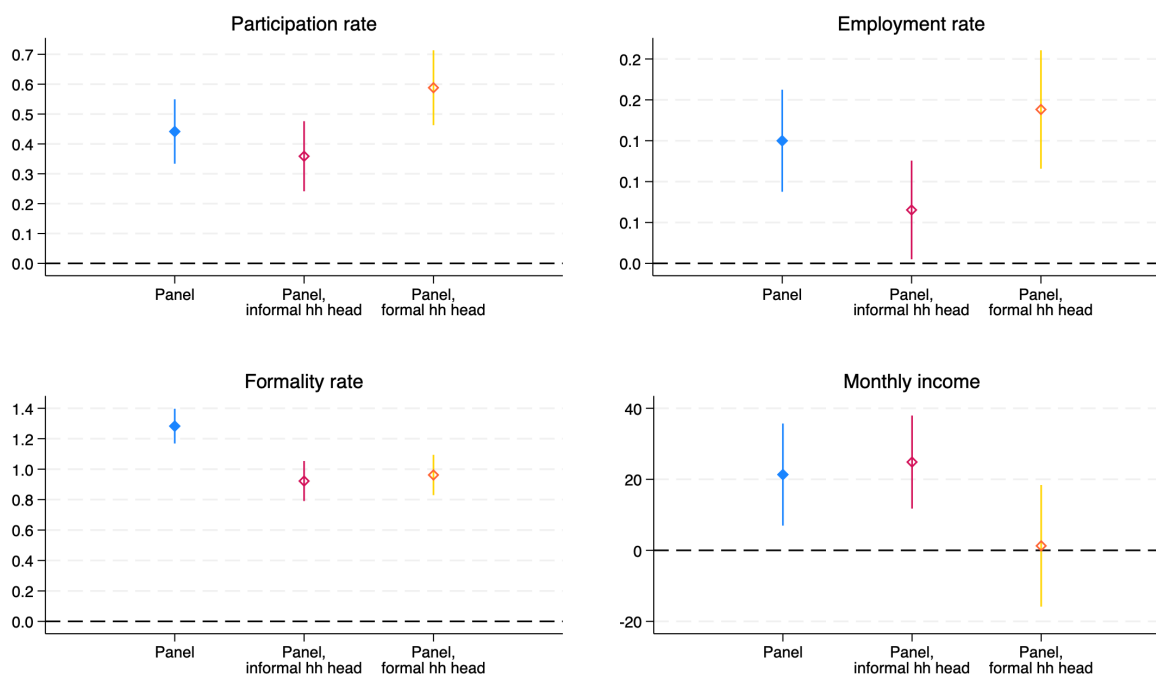 Participation rate
0.7
0.6
0.5
0.4
0.3
0.2
0.1
0.0
Panel
Panel,
informal hh head
Panel,
formal hh head
Employment rate
0.2
0.2
0.1
0.1
0.1
0.0
Panel
Panel,
informal hh head
Panel,
formal hh head
Formality rate
1.4
1.2
1.0
0.8
0.6
0.4
0.2
0.0
Panel
Panel,
informal hh head
Panel,
formal hh head
Monthly income
40
20
0
-20
Panel
Panel,
informal hh head
Panel,
formal hh head